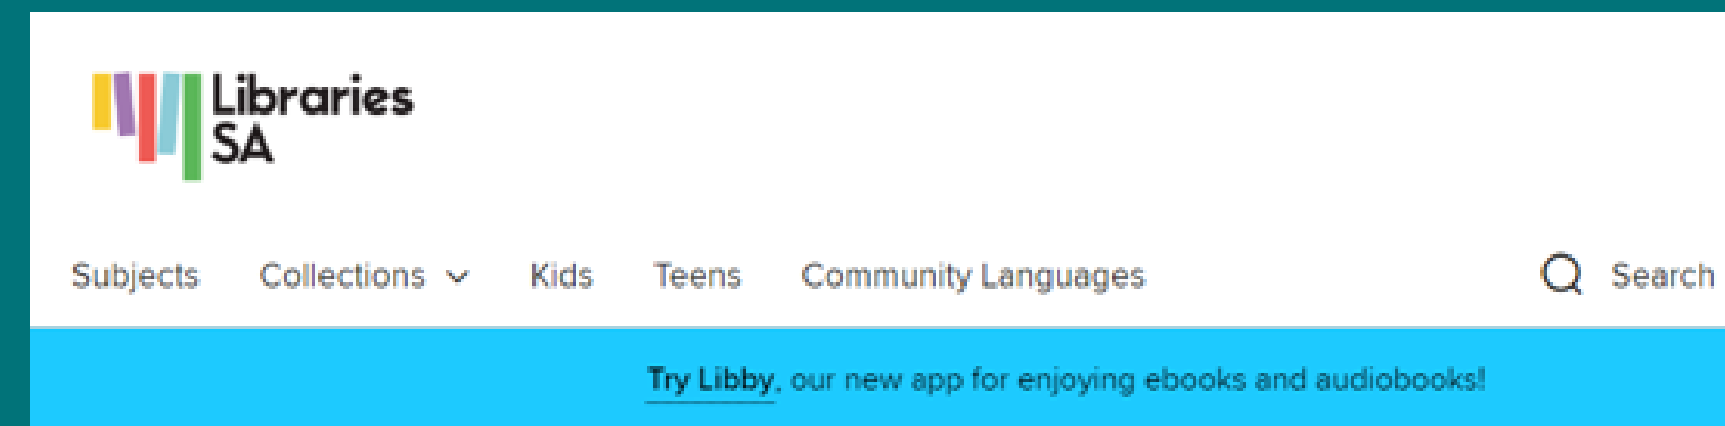 Libraries
SA
Subjects Collections Kids Teens Community Languages Search
Try Libby, our new app for enjoying ebooks and audiobooks!